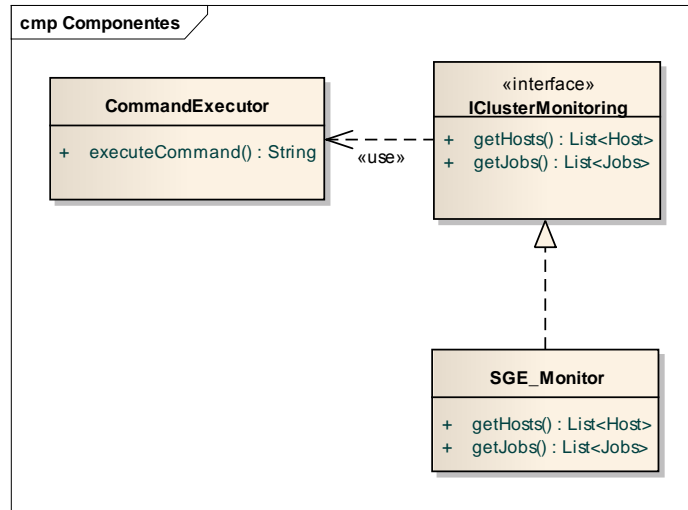 cmp Componentes
CommandExecutor
+ executeCommand() : String
«use»
«interface»
IClusterMonitoring
+ getHosts() : List<Host>
+ getJobs() : List<Jobs>
SGE_Monitor
+ getHosts() : List<Host>
+ getJobs() : List<Jobs>